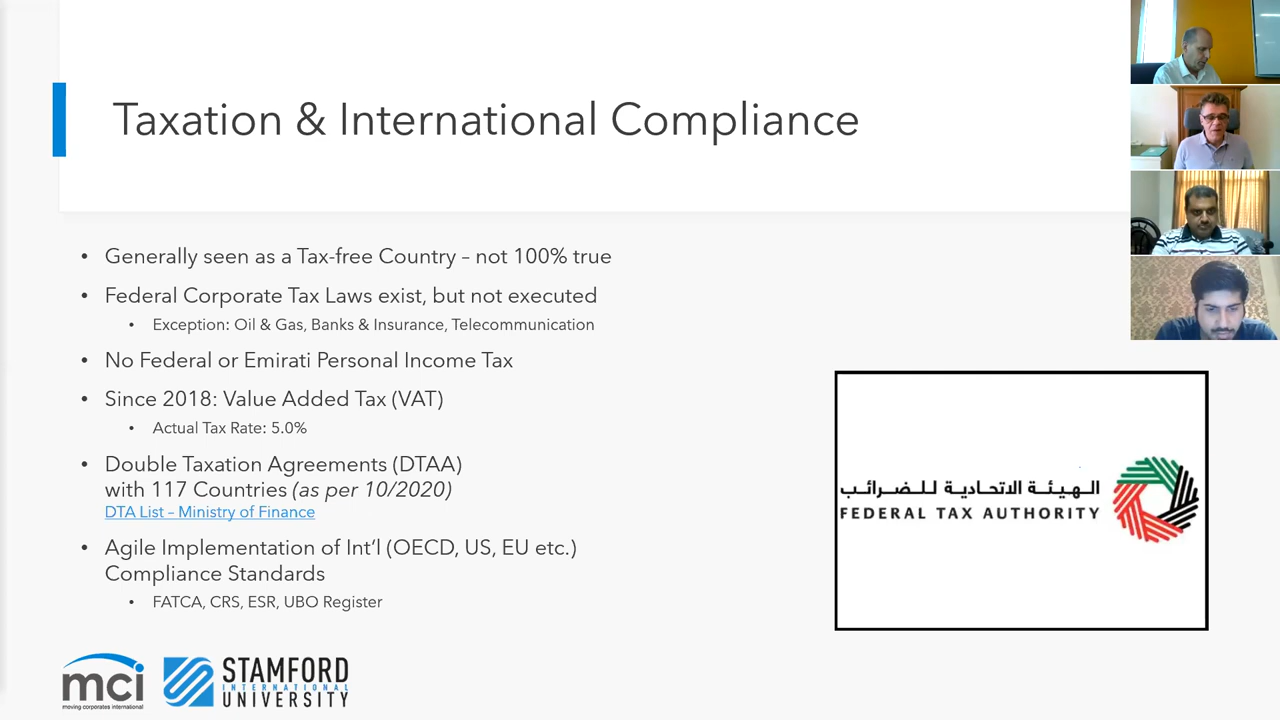 Taxation & International Compliance
• Generally seen as a Tax-free Country – not 100% true
• Federal Corporate Tax Laws exist, but not executed
• Exception: Oil & Gas, Banks & Insurance, Telecommunication
• No Federal or Emirati Personal Income Tax
• Since 2018: Value Added Tax (VAT)
• Actual Tax Rate: 5.0%
• Double Taxation Agreements (DTAA)
with 117 Countries (as per 10/2020)
DTA List – Ministry of Finance
• Agile Implementation of Int‘l (OECD, US, EU etc.)
Compliance Standards
• FATCA, CRS, ESR, UBO Register
الهيئة الاتحادية للضرائب
FEDERAL TAX AUTHORITY
mci
moving corporates international
STAMFORD
INTERNATIONAL
UNIVERSITY